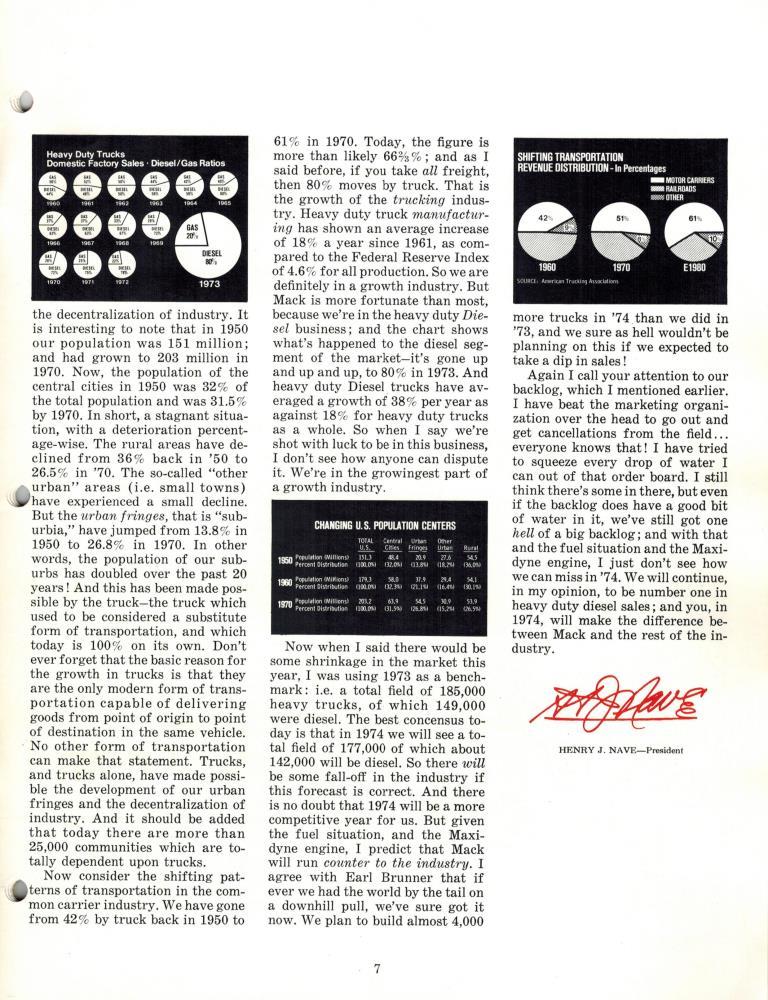 Heavy Duty Trucks
Domestic Factory Sales · Diesel/Gas Ratios
1960 1961 1962 1963 1964 1965
1966 1967 1968 1969
GAS
20%
DIESEL
80%
1970 1971 1972 1973
the decentralization of industry. It
is interesting to note that in 1950
our population was 151 million;
and had grown to 203 million in
1970. Now, the population of the
central cities in 1950 was 32% of
the total population and was 31.5%
by 1970. In short, a stagnant situa-
tion, with a deterioration percent-
age-wise. The rural areas have de-
clined from 36% back in '50 to
26.5% in '70. The so-called "other
urban" areas (i.e. small towns)
have experienced a small decline.
But the urban fringes, that is "sub-
urbia," have jumped from 13.8% in
1950 to 26.8% in 1970. In other
words, the population of our sub-
urbs has doubled over the past 20
years! And this has been made pos-
sible by the truck—the truck which
used to be considered a substitute
form of transportation, and which
today is 100% on its own. Don't
ever forget that the basic reason for
the growth in trucks is that they
are the only modern form of trans-
portation capable of delivering
goods from point of origin to point
of destination in the same vehicle.
No other form of transportation
can make that statement. Trucks,
and trucks alone, have made possi-
ble the development of our urban
fringes and the decentralization of
industry. And it should be added
that today there are more than
25,000 communities which are to-
tally dependent upon trucks.
Now consider the shifting pat-
terns of transportation in the com-
mon carrier industry. We have gone
from 42% by truck back in 1950 to
61% in 1970. Today, the figure is
more than likely 66⅔%; and as I
said before, if you take all freight,
then 80% moves by truck. That is
the growth of the trucking indus-
try. Heavy duty truck manufactur-
ing has shown an average increase
of 18% a year since 1961, as com-
pared to the Federal Reserve Index
of 4.6% for all production. So we are
definitely in a growth industry. But
Mack is more fortunate than most,
because we're in the heavy duty Die-
sel business; and the chart shows
what's happened to the diesel seg-
ment of the market—it's gone up
and up and up, to 80% in 1973. And
heavy duty Diesel trucks have av-
eraged a growth of 38% per year as
against 18% for heavy duty trucks
as a whole. So when I say we're
shot with luck to be in this business,
I don't see how anyone can dispute
it. We're in the growingest part of
a growth industry.
CHANGING U.S. POPULATION CENTERS
TOTAL Central Urban Other
U.S. Cities Fringes Urban Rural
1950 Population (Millions) 151.3 48.4 20.9 27.6 54.5
Percent Distribution (100.0%) (32.0%) (13.8%) (18.2%) (36.0%)
1960 Population (Millions) 179.3 58.0 37.9 29.4 54.1
Percent Distribution (100.0%) (32.3%) (21.1%) (16.4%) (30.1%)
1970 Population (Millions) 203.2 63.9 54.5 30.9 53.9
Percent Distribution (100.0%) (31.5%) (26.8%) (15.2%) (26.5%)
Now when I said there would be
some shrinkage in the market this
year, I was using 1973 as a bench-
mark: i.e. a total field of 185,000
heavy trucks, of which 149,000
were diesel. The best concensus to-
day is that in 1974 we will see a to-
tal field of 177,000 of which about
142,000 will be diesel. So there will
be some fall-off in the industry if
this forecast is correct. And there
is no doubt that 1974 will be a more
competitive year for us. But given
the fuel situation, and the Maxi-
dyne engine, I predict that Mack
will run counter to the industry. I
agree with Earl Brunner that if
ever we had the world by the tail on
a downhill pull, we've sure got it
now. We plan to build almost 4,000
SHIFTING TRANSPORTATION
REVENUE DISTRIBUTION - In Percentages
MOTOR CARRIERS
RAILROADS
OTHER
42% 51% 61%
10%
1960 1970 E1980
SOURCE: American Trucking Associations
more trucks in '74 than we did in
'73, and we sure as hell wouldn't be
planning on this if we expected to
take a dip in sales!
Again I call your attention to our
backlog, which I mentioned earlier.
I have beat the marketing organi-
zation over the head to go out and
get cancellations from the field...
everyone knows that! I have tried
to squeeze every drop of water I
can out of that order board. I still
think there's some in there, but even
if the backlog does have a good bit
of water in it, we've still got one
hell of a big backlog; and with that
and the fuel situation and the Maxi-
dyne engine, I just don't see how
we can miss in '74. We will continue,
in my opinion, to be number one in
heavy duty diesel sales; and you, in
1974, will make the difference be-
tween Mack and the rest of the in-
dustry.
H J Nave
HENRY J. NAVE—President
7